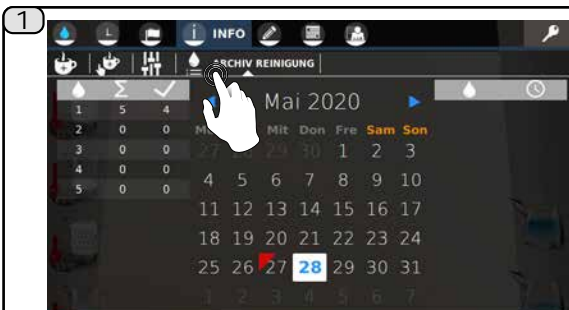 1
L i INFO
ARCHIV REINIGUNG
Σ
Mai 2020
Mit Don Fre Sam Son
1 5 4
2 0 0
3 0 0
4 0 0
5 0 0
27 28 29 30 1 2 3
4 5 6 7 8 9 10
11 12 13 14 15 16 17
18 19 20 21 22 23 24
25 26 27 28 29 30 31
1 2 3 4 5 6 7